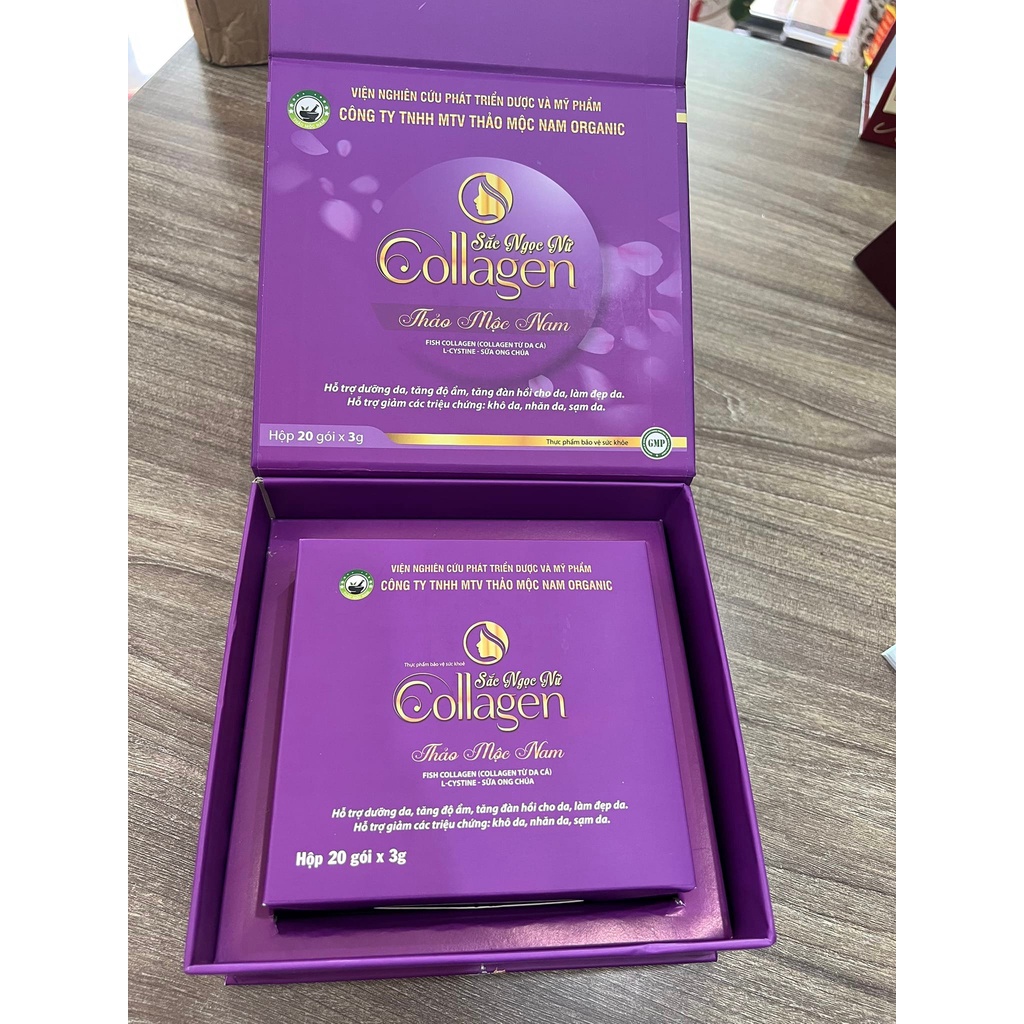 VIỆN NGHIÊN CỨU PHÁT TRIỂN DƯỢC VÀ MỸ PHẨM
CÔNG TY TNHH MTV THẢO MỘC NAM ORGANIC
Sắc Ngọc Nữ
Collagen
Thảo Mộc Nam
FISH COLLAGEN (COLLAGEN TỪ DA CÁ)
L-CYSTINE - SỮA ONG CHÚA
Hỗ trợ dưỡng da, tăng độ ẩm, tăng đàn hồi cho da, làm đẹp da.
Hỗ trợ giảm các triệu chứng: khô da, nhăn da, sạm da.
Hộp 20 gói x 3g
Thực phẩm bảo vệ sức khỏe
GMP
VIỆN NGHIÊN CỨU PHÁT TRIỂN DƯỢC VÀ MỸ PHẨM
CÔNG TY TNHH MTV THẢO MỘC NAM ORGANIC
Thực phẩm bảo vệ sức khoẻ
Sắc Ngọc Nữ
Collagen
Thảo Mộc Nam
FISH COLLAGEN (COLLAGEN TỪ DA CÁ)
L-CYSTINE - SỮA ONG CHÚA
Hỗ trợ dưỡng da, tăng độ ẩm, tăng đàn hồi cho da, làm đẹp da.
Hỗ trợ giảm các triệu chứng: khô da, nhăn da, sạm da.
Hộp 20 gói x 3g